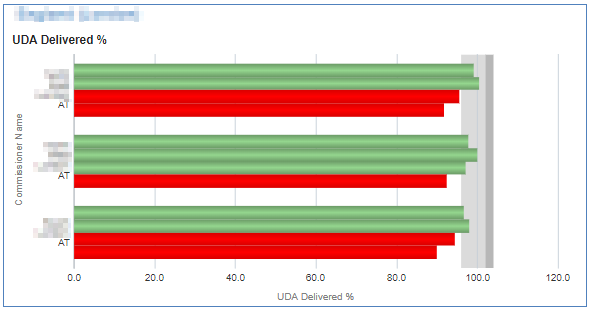 UDA Delivered %
Commissioner Name
AT
AT
AT
0.0
20.0
40.0
60.0
80.0
100.0
120.0
UDA Delivered %